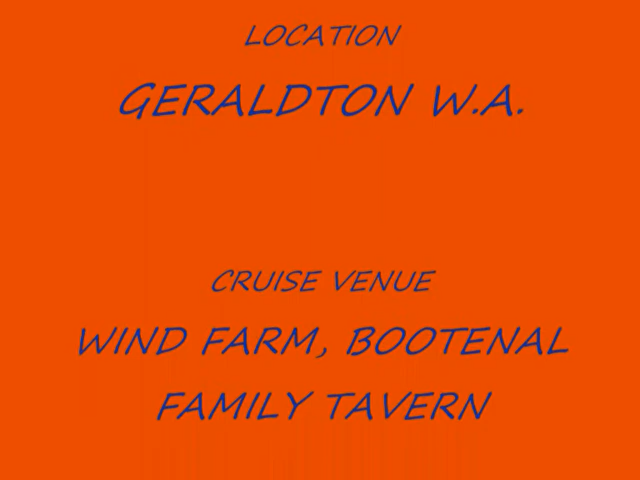 LOCATION
GERALDTON W.A.
CRUISE VENUE
WIND FARM, BOOTENAL
FAMILY TAVERN